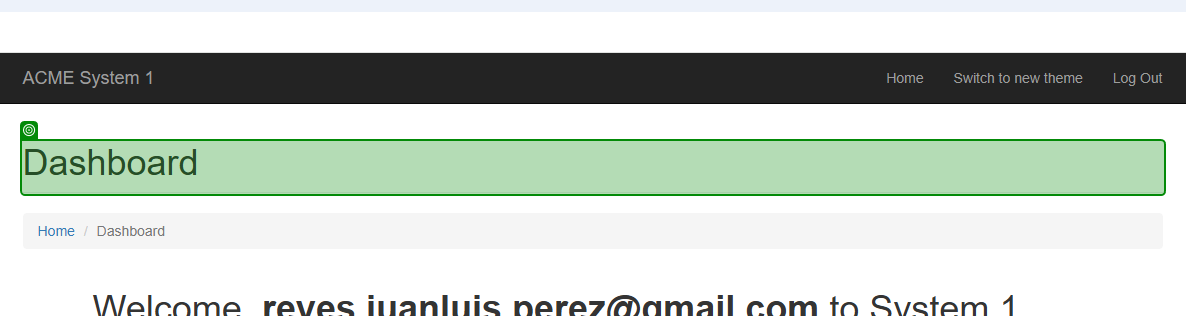 ACME System 1 Home Switch to new theme Log Out
Dashboard
Home / Dashboard
Welcome, reyes.juanluis.perez@gmail.com to System 1